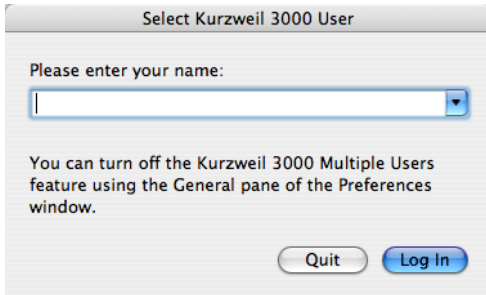 Select Kurzweil 3000 User
Please enter your name:
You can turn off the Kurzweil 3000 Multiple Users
feature using the General pane of the Preferences
window.
Quit Log In